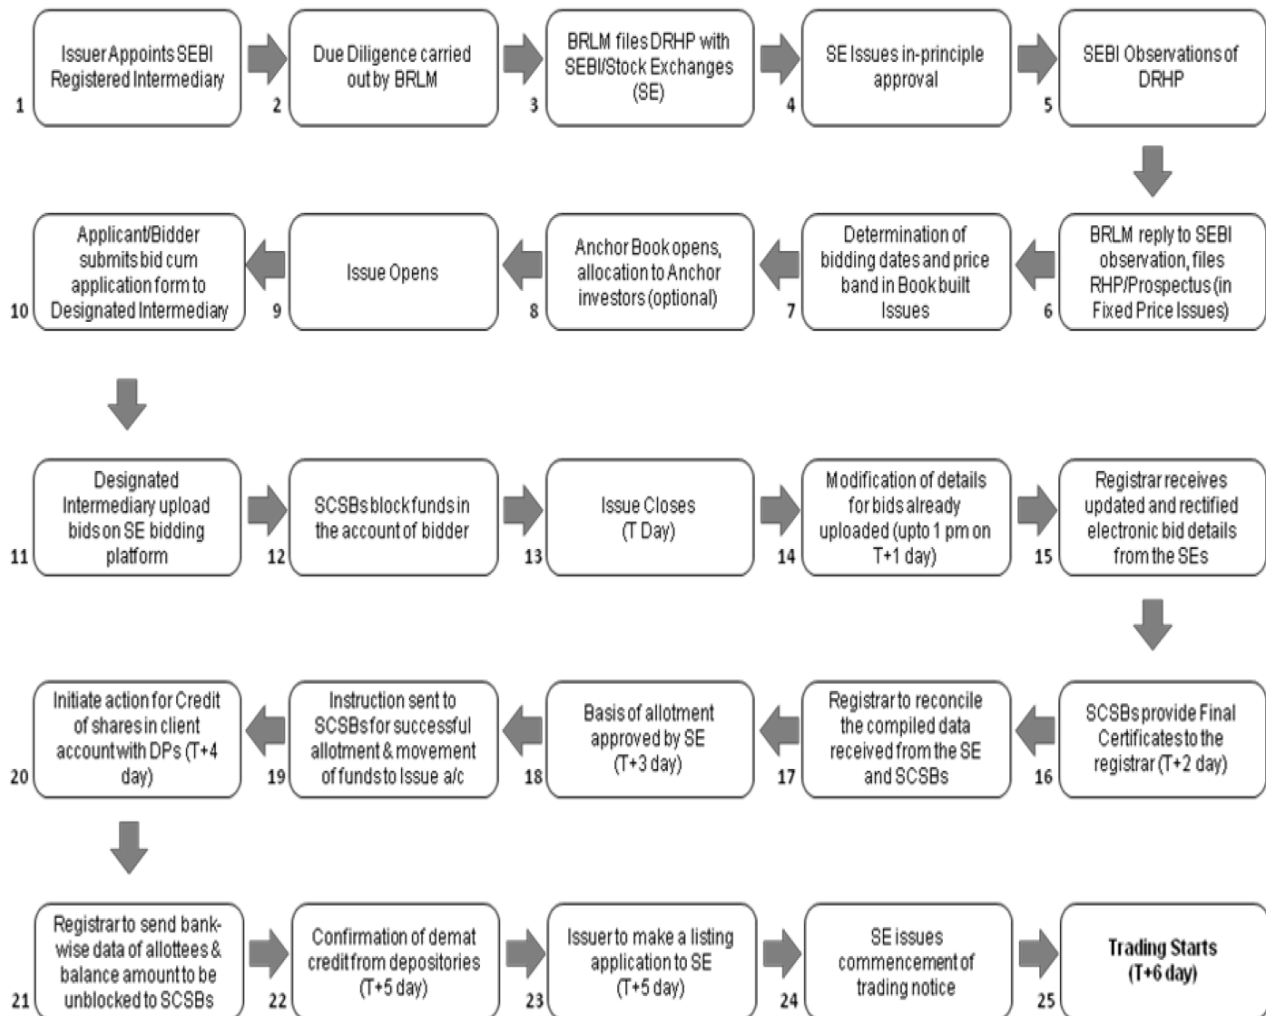 Issuer Appoints SEBI
Registered Intermediary
1
Due Diligence carried
out by BRLM
2
BRLM files DRHP with
SEBI/Stock Exchanges
(SE)
3
SE Issues in-principle
approval
4
SEBI Observations of
DRHP
5
BRLM reply to SEBI
observation, files
RHP/Prospectus (in
Fixed Price Issues)
6
Determination of
bidding dates and price
band in Book built
Issues
7
Anchor Book opens,
allocation to Anchor
investors (optional)
8
Issue Opens
9
Applicant/Bidder
submits bid cum
application form to
Designated Intermediary
10
Designated
Intermediary upload
bids on SE bidding
platform
11
SCSBs block funds in
the account of bidder
12
Issue Closes
(T Day)
13
Modification of details
for bids already
uploaded (upto 1 pm on
T+1 day)
14
Registrar receives
updated and rectified
electronic bid details
from the SEs
15
SCSBs provide Final
Certificates to the
registrar (T+2 day)
16
Registrar to reconcile
the compiled data
received from the SE
and SCSBs
17
Basis of allotment
approved by SE
(T+3 day)
18
Instruction sent to
SCSBs for successful
allotment & movement
of funds to Issue a/c
19
Initiate action for Credit
of shares in client
account with DPs (T+4
day)
20
Registrar to send bank-
wise data of allottees &
balance amount to be
unblocked to SCSBs
21
Confirmation of demat
credit from depositories
(T+5 day)
22
Issuer to make a listing
application to SE
(T+5 day)
23
SE issues
commencement of
trading notice
24
Trading Starts
(T+6 day)
25